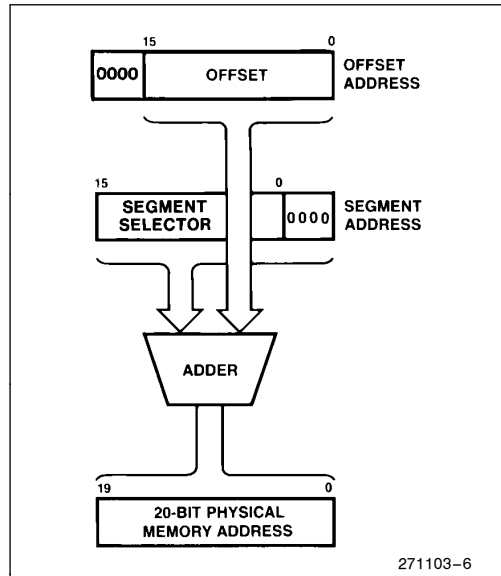 15 0
0000 OFFSET OFFSET
ADDRESS
15 0
SEGMENT
SELECTOR 0000 SEGMENT
ADDRESS
ADDER
19 0
20-BIT PHYSICAL
MEMORY ADDRESS
271103–6